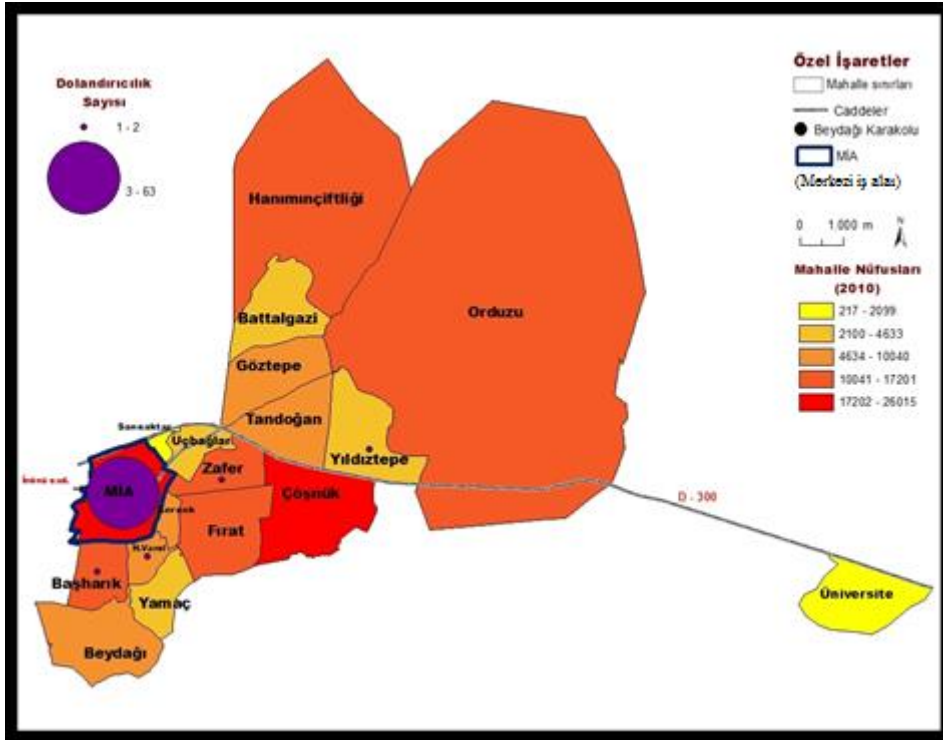 Dolandırıcılık
Sayısı
1 - 2
3 - 63
Özel İşaretler
Mahalle sınırları
Caddeler
Beydağı Karakolu
MİA
(Merkezi iş alaı)
0 1.000 m
N
Mahalle Nüfusları
(2010)
217 - 2099
2100 - 4633
4634 - 10040
10041 - 17201
17202 - 26015
Hanımınçiftliği
Orduzu
Battalgazi
Göztepe
Tandoğan
Yıldıztepe
Sancaktar
Üçbağlar
Zafer
Çöşnük
MİA
Fırat
D - 300
Başharık
Yamaç
Üniversite
Beydağı